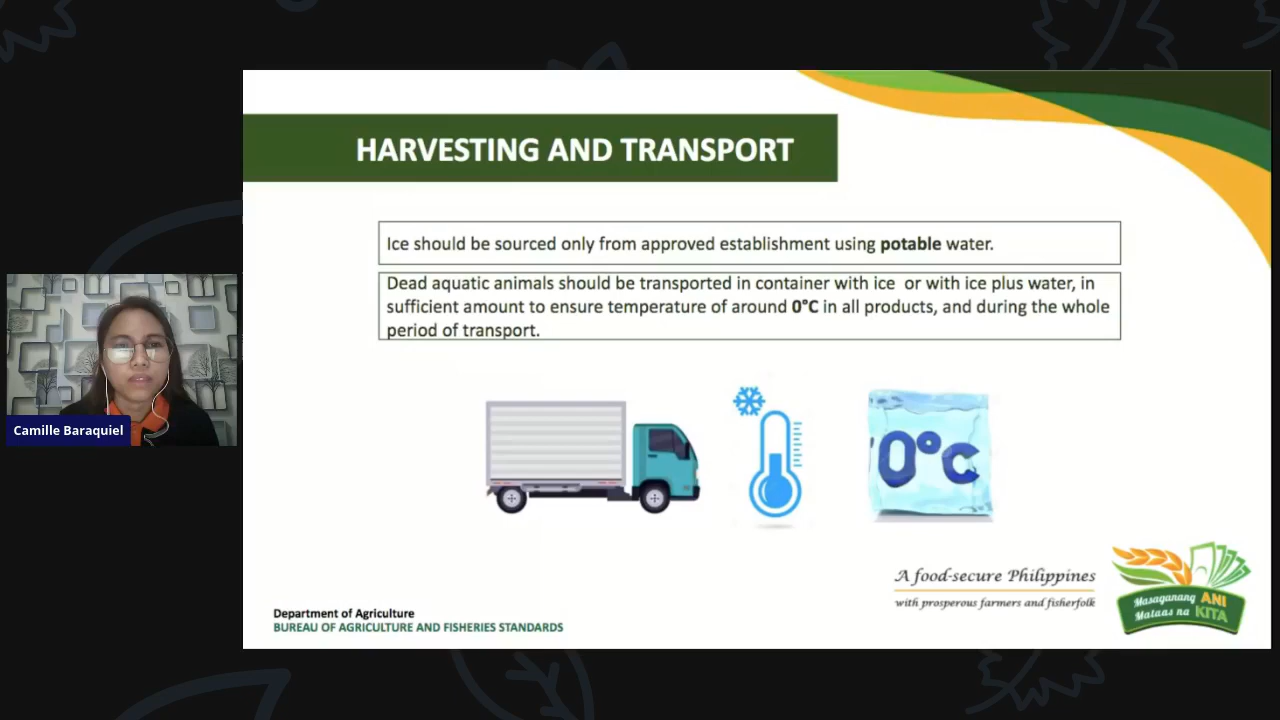 HARVESTING AND TRANSPORT
Ice should be sourced only from approved establishment using potable water.
Dead aquatic animals should be transported in container with ice or with ice plus water, in
sufficient amount to ensure temperature of around 0°C in all products, and during the whole
period of transport.
0°C
Camille Baraquiel
A food-secure Philippines
with prosperous farmers and fisherfolk
Masaganang ANI
Mataas na KITA
Department of Agriculture
BUREAU OF AGRICULTURE AND FISHERIES STANDARDS